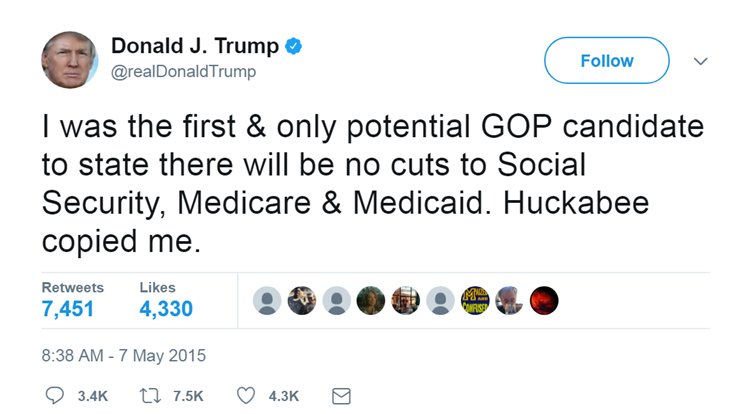 Donald J. Trump
@realDonaldTrump
Follow
I was the first & only potential GOP candidate
to state there will be no cuts to Social
Security, Medicare & Medicaid. Huckabee
copied me.
Retweets Likes
7,451 4,330
8:38 AM - 7 May 2015
3.4K 7.5K 4.3K